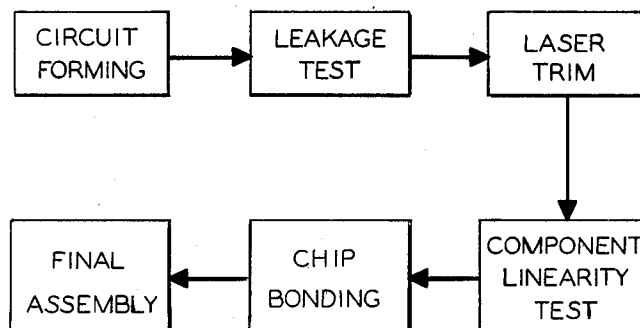 CIRCUIT
FORMING
LEAKAGE
TEST
LASER
TRIM
COMPONENT
LINEARITY
TEST
CHIP
BONDING
FINAL
ASSEMBLY